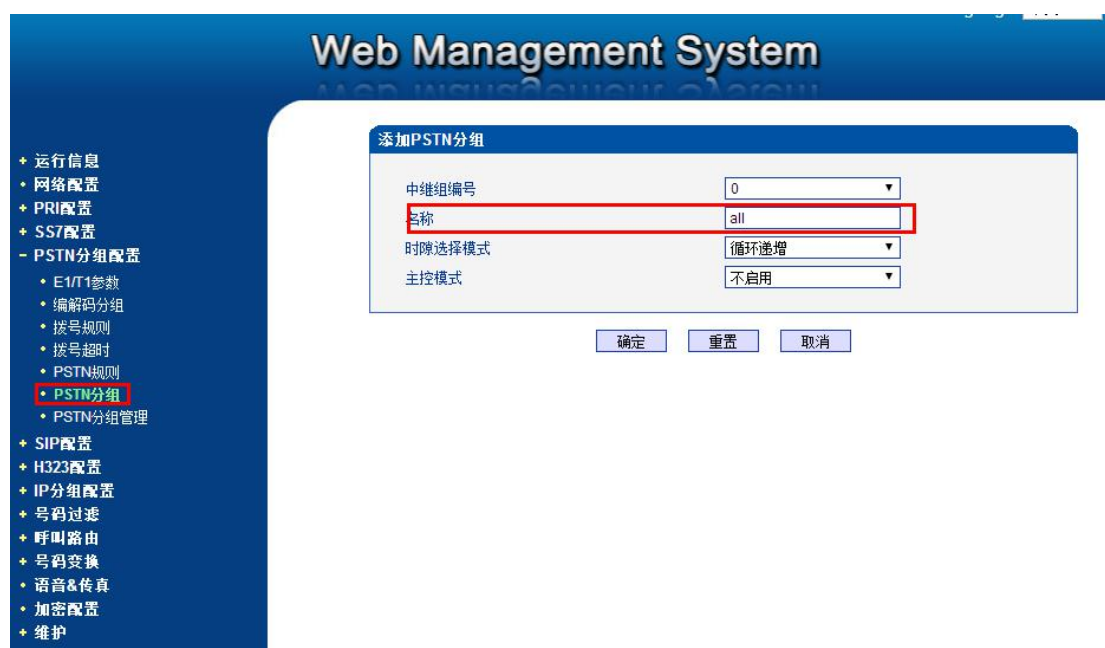 Web Management System
+ 运行信息
• 网络配置
+ PRI配置
+ SS7配置
- PSTN分组配置
• E1/T1参数
• 编解码分组
• 拨号规则
• 拨号超时
• PSTN规则
• PSTN分组
• PSTN分组管理
+ SIP配置
+ H323配置
+ IP分组配置
+ 号码过滤
+ 呼叫路由
+ 号码变换
• 语音&传真
• 加密配置
+ 维护
添加PSTN分组
中继组编号 0
名称 all
时隙选择模式 循环递增
主控模式 不启用
确定 重置 取消